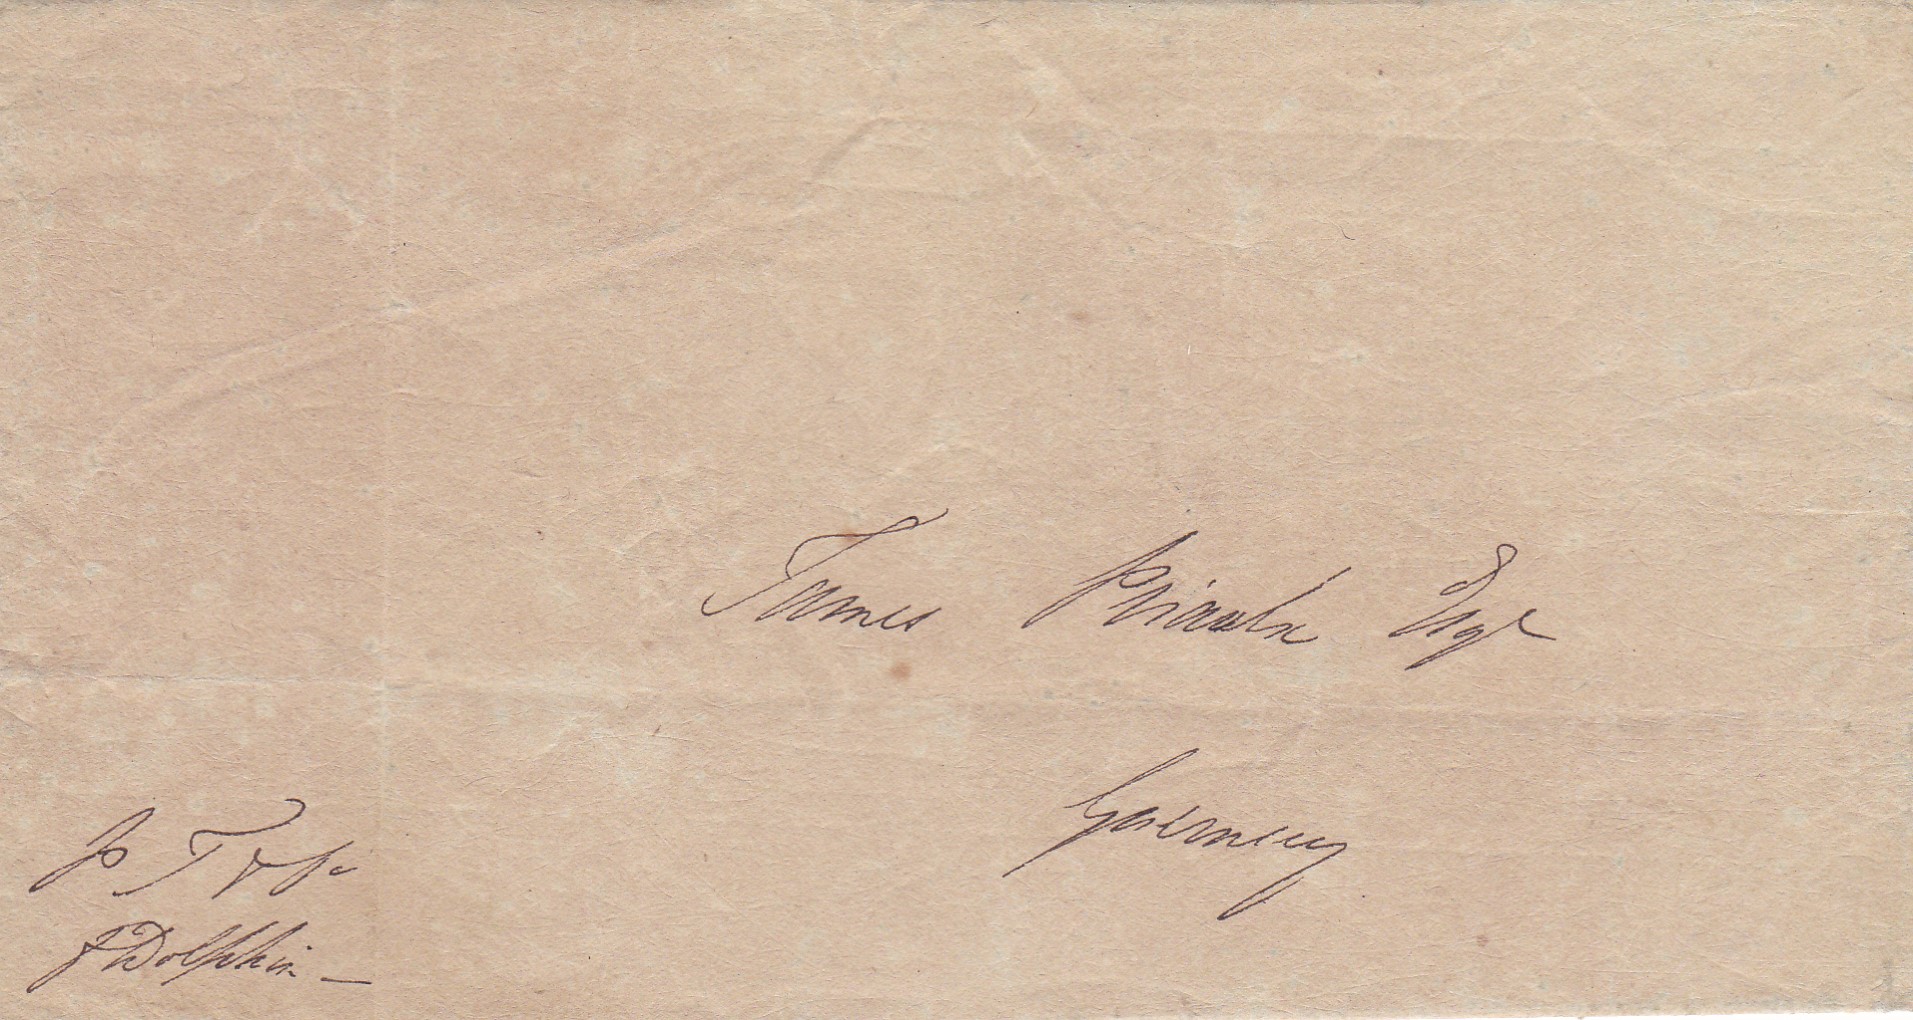 James Priaulx Esqr
Guernsey
p
Dolphin —